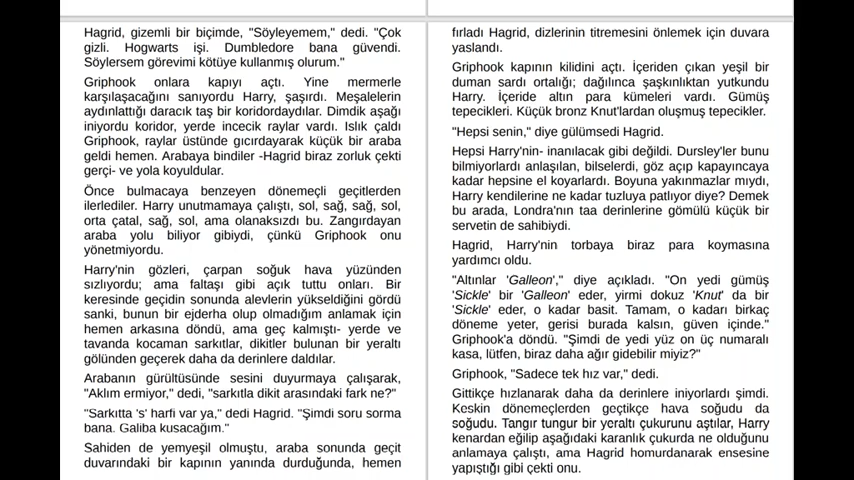 Hagrid, gizemli bir biçimde, "Söyleyemem," dedi. "Çok
gizli. Hogwarts işi. Dumbledore bana güvendi.
Söylersem görevimi kötüye kullanmış olurum."
Griphook onlara kapıyı açtı. Yine mermerle
karşılaşacağını sanıyordu Harry, şaşırdı. Meşalelerin
aydınlattığı daracık taş bir koridordaydılar. Dimdik aşağı
iniyordu koridor, yerde incecik raylar vardı. Islık çaldı
Griphook, raylar üstünde gıcırdayarak küçük bir araba
geldi hemen. Arabaya bindiler -Hagrid biraz zorluk çekti
gerçi- ve yola koyuldular.
Önce bulmacaya benzeyen dönemeçli geçitlerden
ilerlediler. Harry unutmamaya çalıştı, sol, sağ, sağ, sol,
orta çatal, sağ, sol, ama olanaksızdı bu. Zangırdayan
araba yolu biliyor gibiydi, çünkü Griphook onu
yönetmiyordu.
Harry'nin gözleri, çarpan soğuk hava yüzünden
sızlıyordu; ama faltaşı gibi açık tuttu onları. Bir
keresinde geçidin sonunda alevlerin yükseldiğini gördü
sanki, bunun bir ejderha olup olmadığım anlamak için
hemen arkasına döndü, ama geç kalmıştı- yerde ve
tavanda kocaman sarkıtlar, dikitler bulunan bir yeraltı
gölünden geçerek daha da derinlere daldılar.
Arabanın gürültüsünde sesini duyurmaya çalışarak,
"Aklım ermiyor," dedi, "sarkıtla dikit arasındaki fark ne?"
"Sarkıtta 's' harfi var ya," dedi Hagrid. "Şimdi soru sorma
bana. Galiba kusacağım."
Sahiden de yemyeşil olmuştu, araba sonunda geçit
duvarındaki bir kapının yanında durduğunda, hemen
fırladı Hagrid, dizlerinin titremesini önlemek için duvara
yaslandı.
Griphook kapının kilidini açtı. İçeriden çıkan yeşil bir
duman sardı ortalığı; dağılınca şaşkınlıktan yutkundu
Harry. İçeride altın para kümeleri vardı. Gümüş
tepecikleri. Küçük bronz Knut'lardan oluşmuş tepecikler.
"Hepsi senin," diye gülümsedi Hagrid.
Hepsi Harry'nin- inanılacak gibi değildi. Dursley'ler bunu
bilmiyorlardı anlaşılan, bilselerdi, göz açıp kapayıncaya
kadar hepsine el koyarlardı. Boyuna yakınmazlar mıydı,
Harry kendilerine ne kadar tuzluya patlıyor diye? Demek
bu arada, Londra'nın taa derinlerine gömülü küçük bir
servetin de sahibiydi.
Hagrid, Harry'nin torbaya biraz para koymasına
yardımcı oldu.
"Altınlar 'Galleon'," diye açıkladı. "On yedi gümüş
'Sickle' bir 'Galleon' eder, yirmi dokuz 'Knut' da bir
'Sickle' eder, o kadar basit. Tamam, o kadarı birkaç
döneme yeter, gerisi burada kalsın, güven içinde."
Griphook'a döndü. "Şimdi de yedi yüz on üç numaralı
kasa, lütfen, biraz daha ağır gidebilir miyiz?"
Griphook, "Sadece tek hız var," dedi.
Gittikçe hızlanarak daha da derinlere iniyorlardı şimdi.
Keskin dönemeçlerden geçtikçe hava soğudu da
soğudu. Tangır tungur bir yeraltı çukurunu aştılar, Harry
kenardan eğilip aşağıdaki karanlık çukurda ne olduğunu
anlamaya çalıştı, ama Hagrid homurdanarak ensesine
yapıştığı gibi çekti onu.